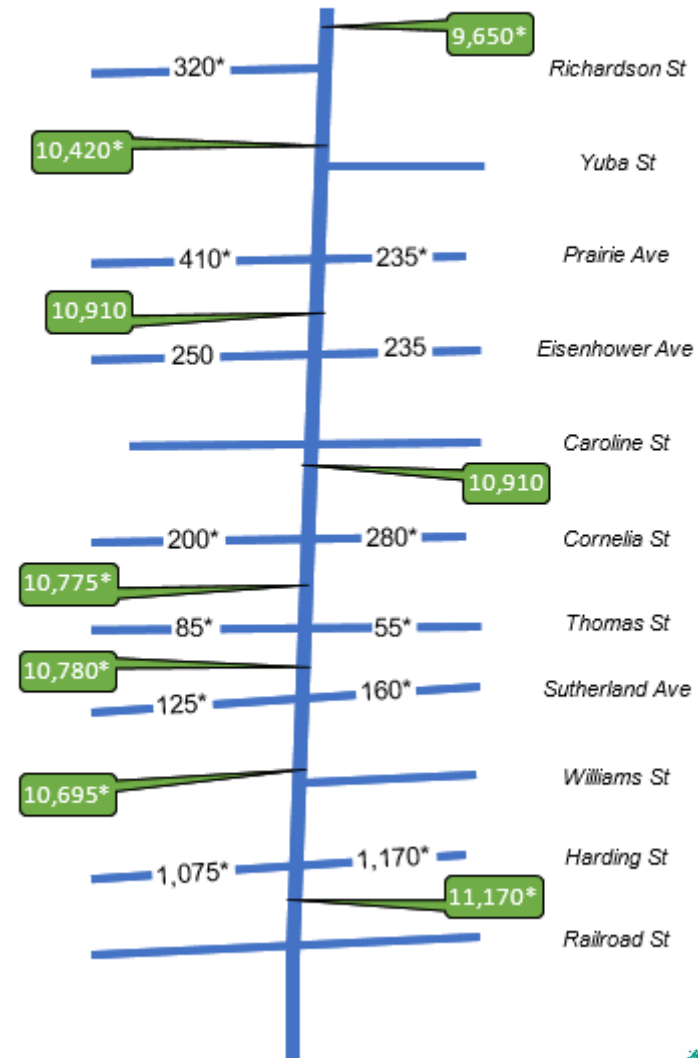 9,650*
320*
Richardson St
10,420*
Yuba St
410*
235*
Prairie Ave
10,910
250
235
Eisenhower Ave
Caroline St
10,910
200*
280*
Cornelia St
10,775*
85*
55*
Thomas St
10,780*
125*
160*
Sutherland Ave
10,695*
Williams St
1,075*
1,170*
Harding St
11,170*
Railroad St